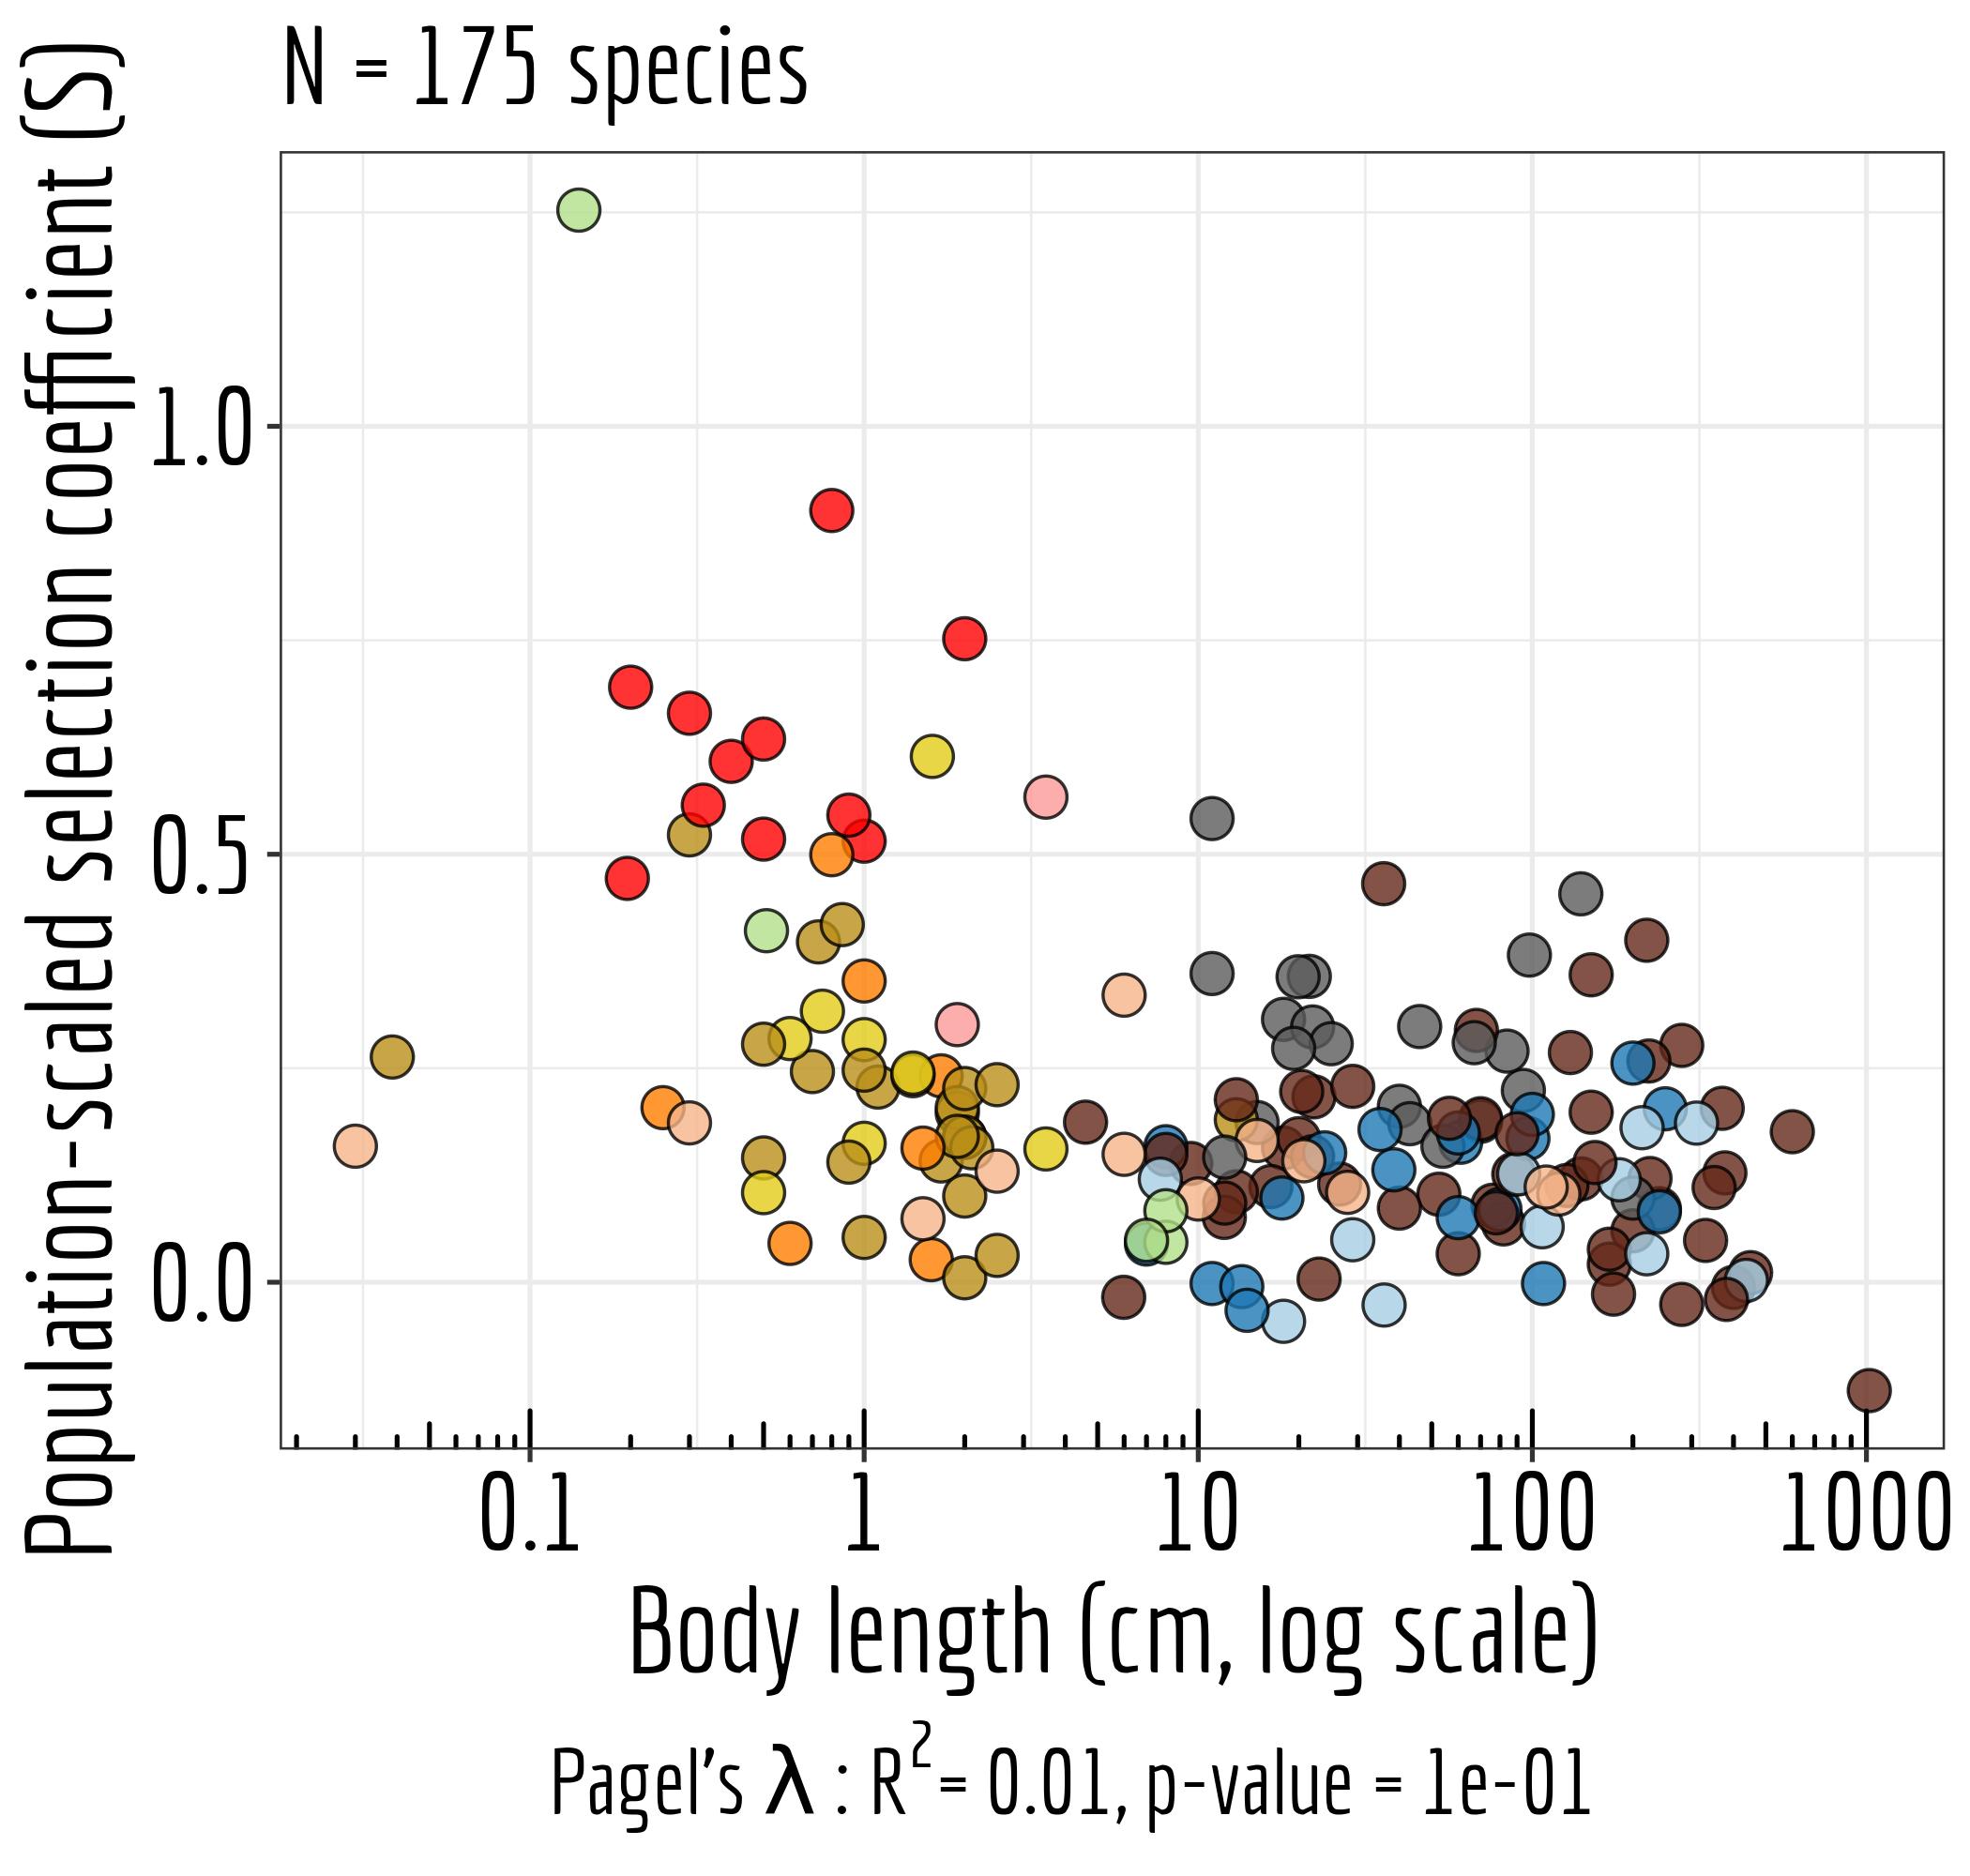 N = 175 species
Population-scaled selection coefficient (S)
1.0
0.5
0.0
0.1 1 10 100 1000
Body length (cm, log scale)
Pagel's λ : R² = 0.01, p-value = 1e-01